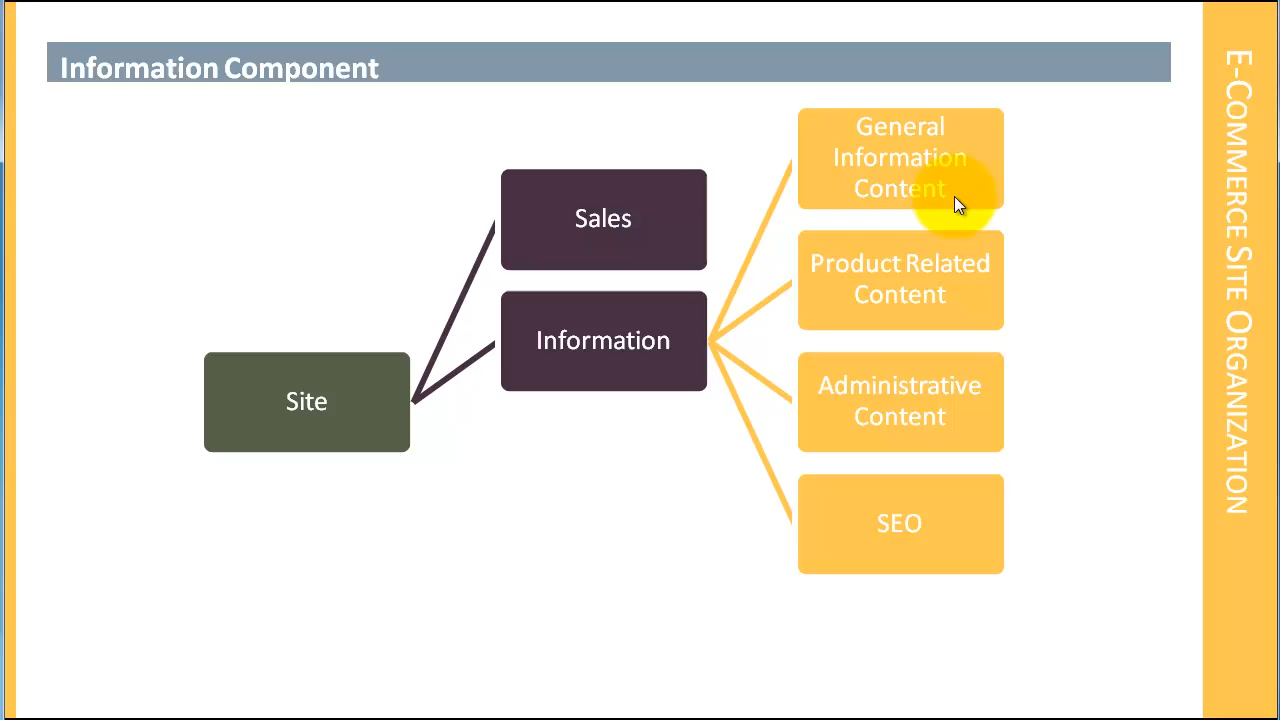 Information Component
General
Information
Content
Sales
Product Related
Content
Information
Site
Administrative
Content
SEO
E-Commerce Site Organization